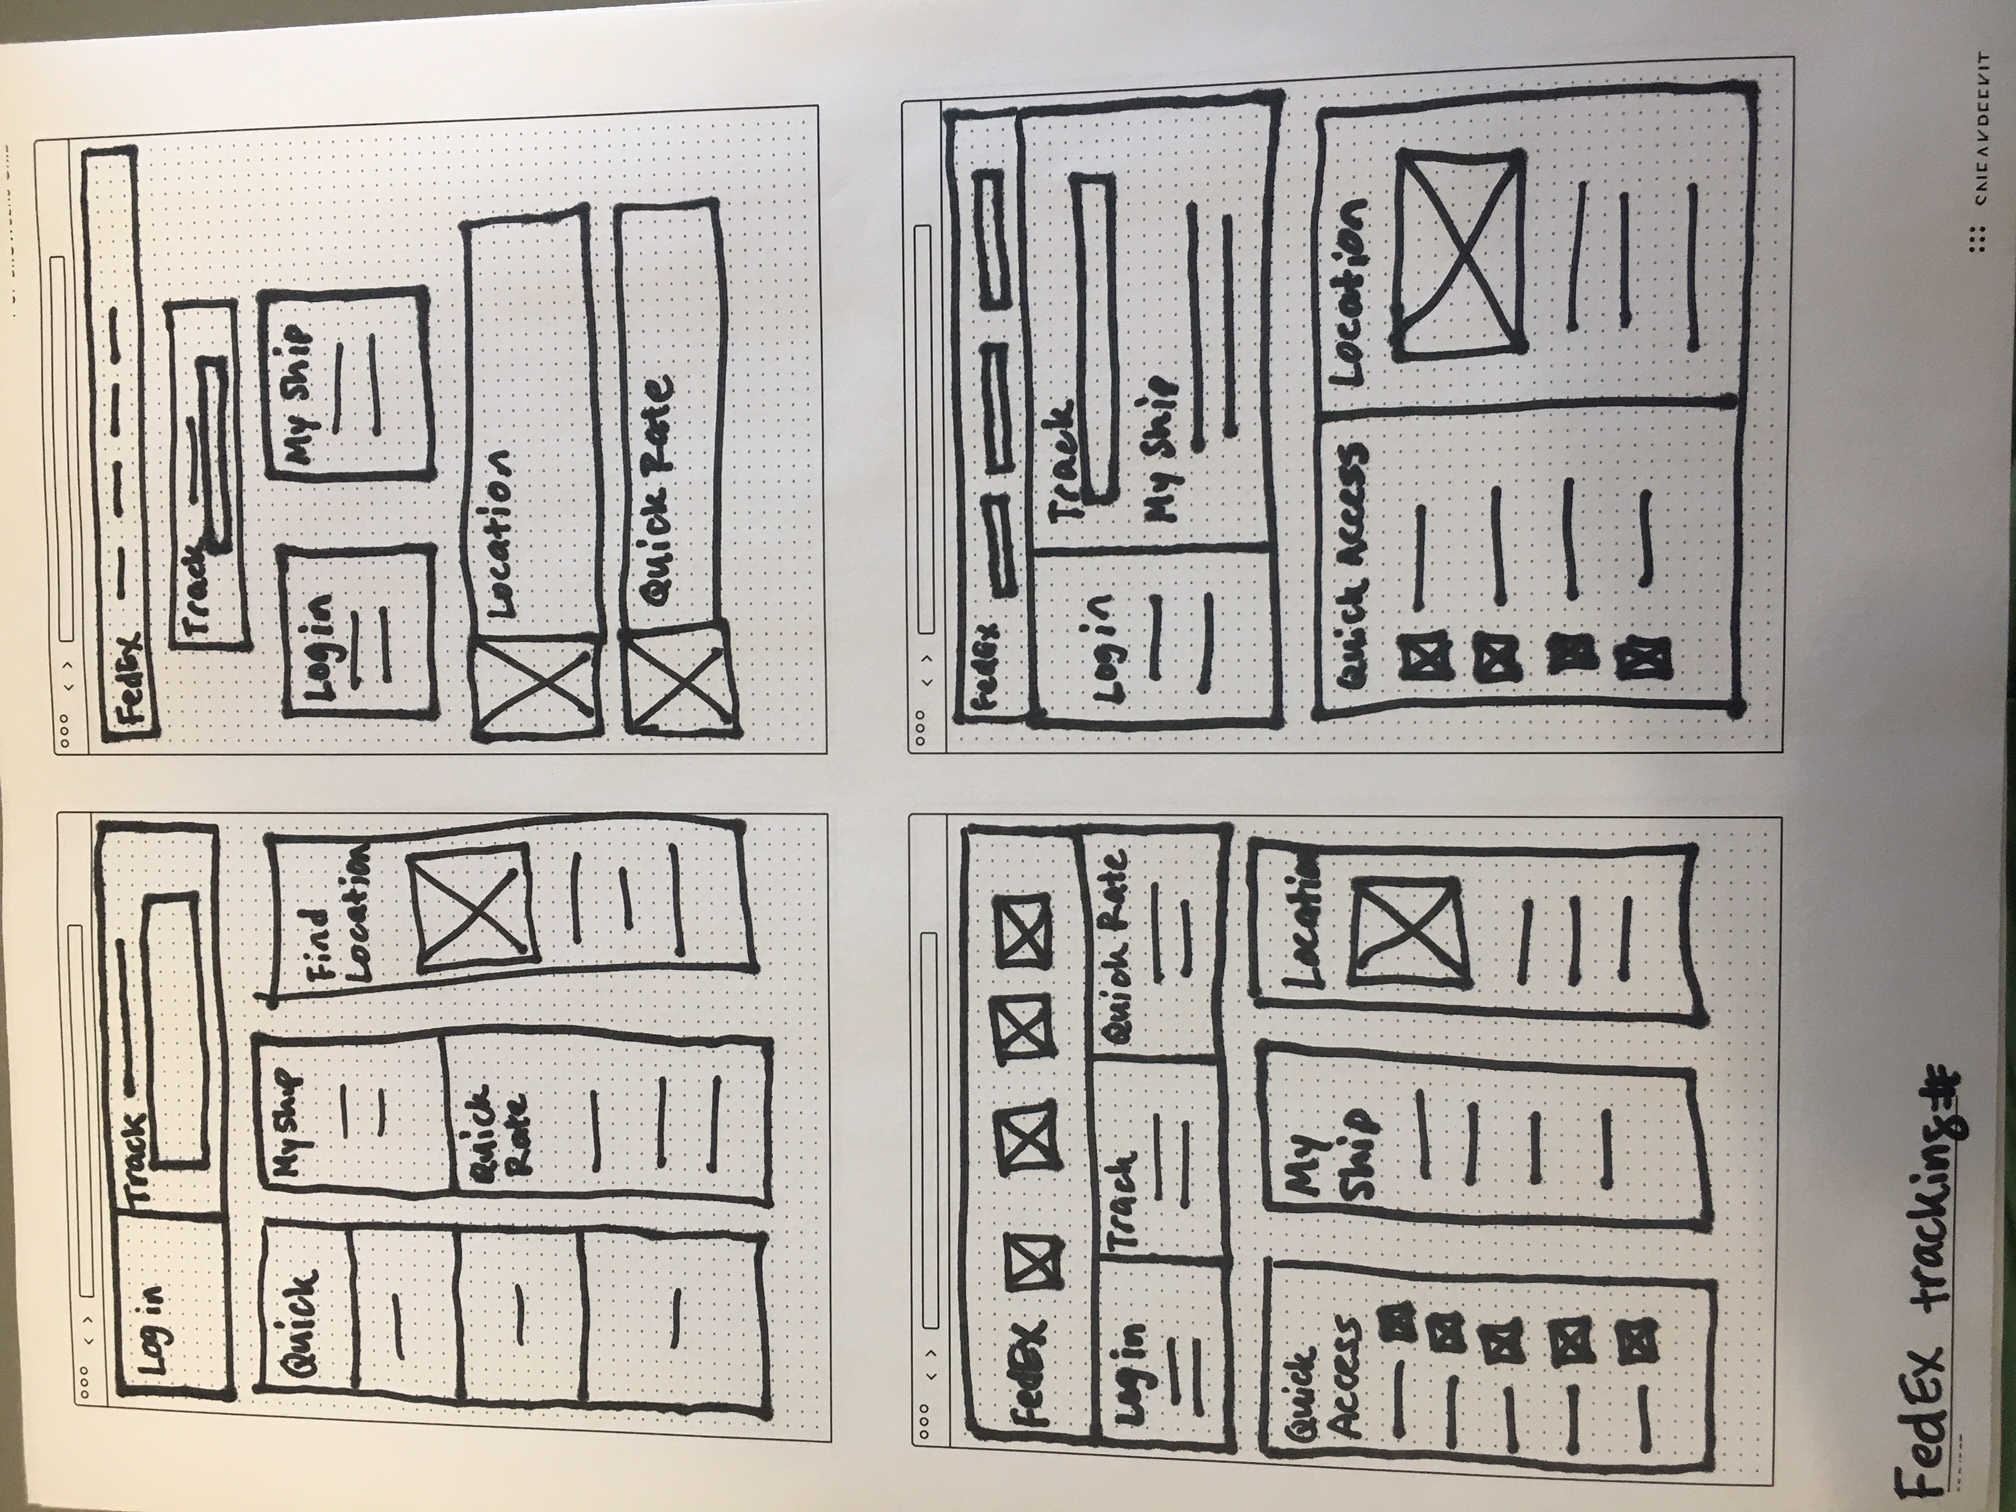 Log in
Track
Quick
My Ship
Find
Location
Quick
Rate
FedEx
Track
Login
My Ship
Location
Quick Rate
FedEx
Log in
Track
Quick Rate
Quick
Access
My
Ship
Location
FedEx
Login
Track
My Ship
Quick Access
Location
FedEx tracking#
SNEAKPEEKIT